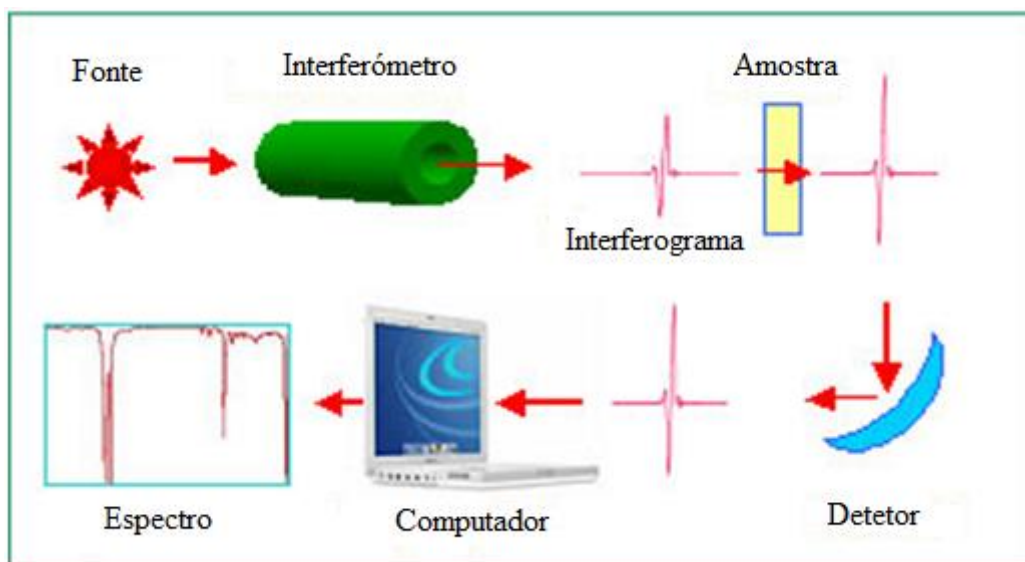 Fonte
Interferómetro
Amostra
Interferograma
Espectro
Computador
Detetor